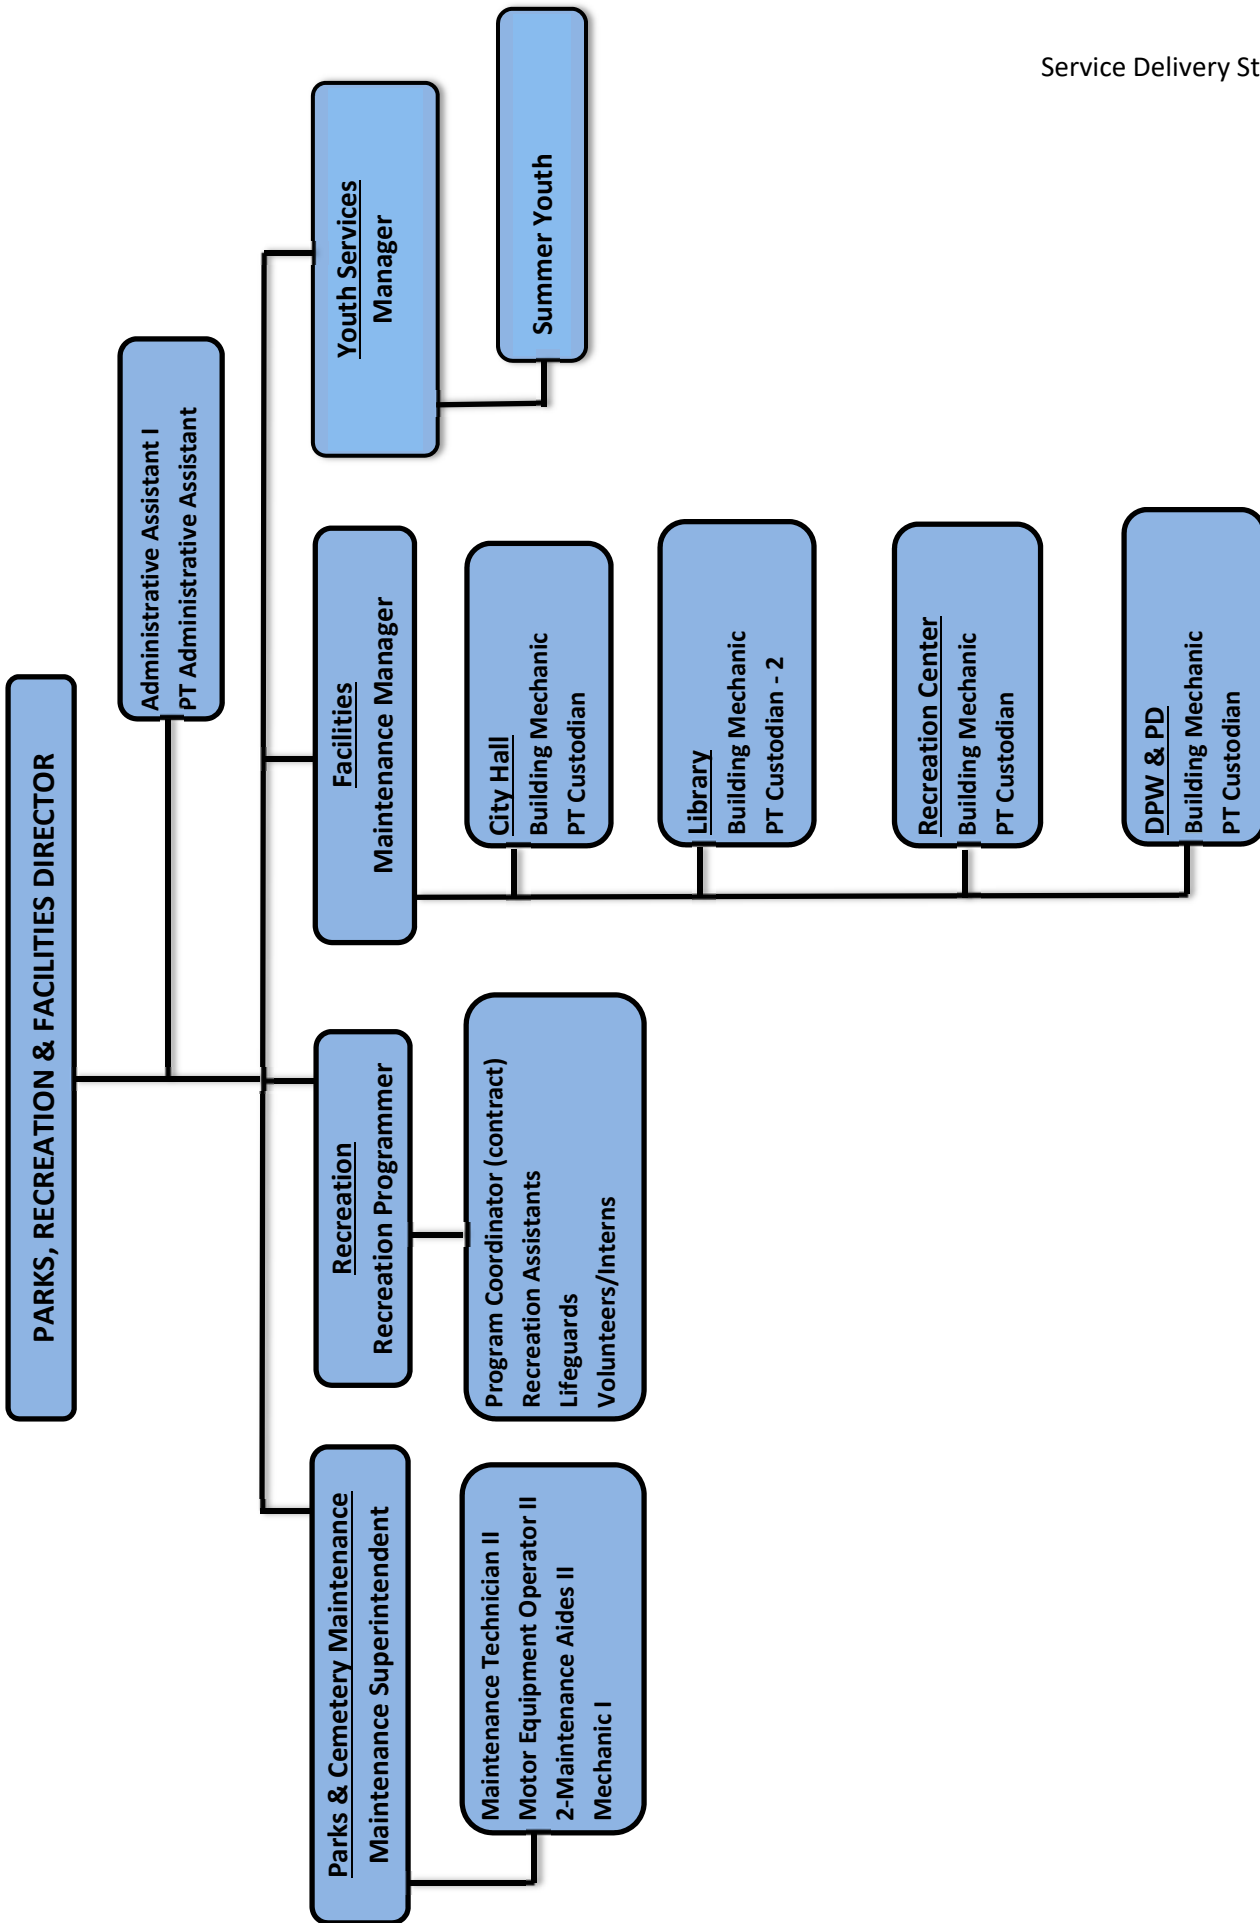 Service Delivery St
PARKS, RECREATION & FACILITIES DIRECTOR
Administrative Assistant I
PT Administrative Assistant
Parks & Cemetery Maintenance
Maintenance Superintendent
Maintenance Technician II
Motor Equipment Operator II
2-Maintenance Aides II
Mechanic I
Recreation
Recreation Programmer
Program Coordinator (contract)
Recreation Assistants
Lifeguards
Volunteers/Interns
Facilities
Maintenance Manager
City Hall
Building Mechanic
PT Custodian
Library
Building Mechanic
PT Custodian - 2
Recreation Center
Building Mechanic
PT Custodian
DPW & PD
Building Mechanic
PT Custodian
Youth Services
Manager
Summer Youth